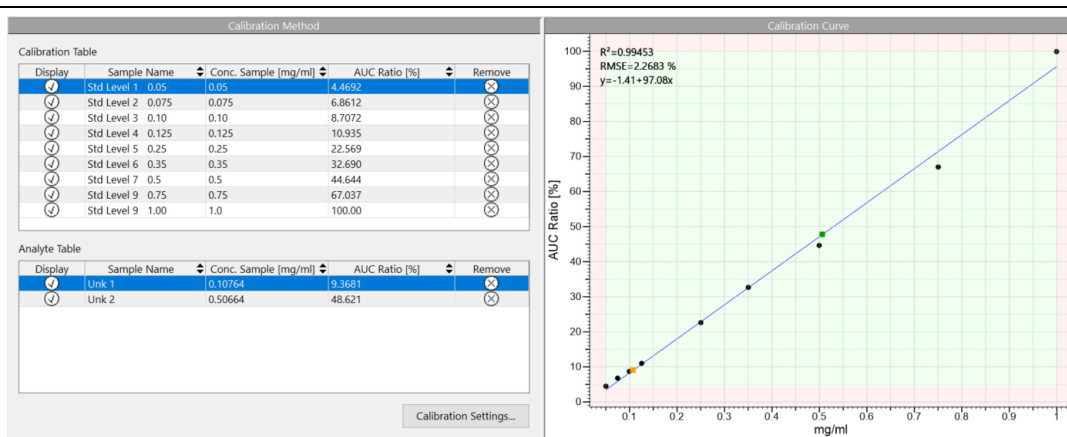 Calibration Method
Calibration Table
Display Sample Name Conc. Sample [mg/ml] AUC Ratio [%] Remove
Std Level 1 0.05 0.05 4.4692
Std Level 2 0.075 0.075 6.8612
Std Level 3 0.10 0.10 8.7072
Std Level 4 0.125 0.125 10.935
Std Level 5 0.25 0.25 22.569
Std Level 6 0.35 0.35 32.690
Std Level 7 0.5 0.5 44.644
Std Level 9 0.75 0.75 67.037
Std Level 9 1.00 1.0 100.00
Analyte Table
Display Sample Name Conc. Sample [mg/ml] AUC Ratio [%] Remove
Unk 1 0.10764 9.3681
Unk 2 0.50664 48.621
Calibration Settings...
Calibration Curve
R²=0.99453
RMSE=2.2683 %
y=-1.41+97.08x
AUC Ratio [%]
100
90
80
70
60
50
40
30
20
10
0
0.1 0.2 0.3 0.4 0.5 0.6 0.7 0.8 0.9 1
mg/ml